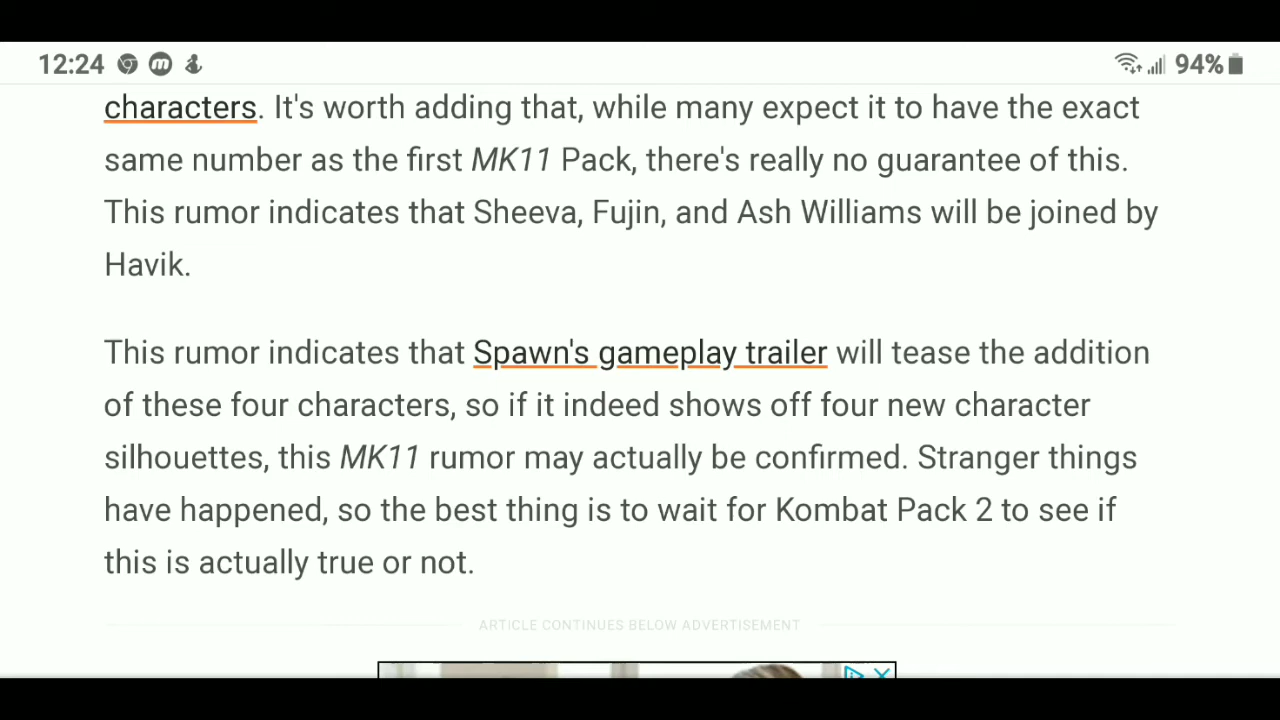 12:24
94%
characters. It's worth adding that, while many expect it to have the exact
same number as the first MK11 Pack, there's really no guarantee of this.
This rumor indicates that Sheeva, Fujin, and Ash Williams will be joined by
Havik.
This rumor indicates that Spawn's gameplay trailer will tease the addition
of these four characters, so if it indeed shows off four new character
silhouettes, this MK11 rumor may actually be confirmed. Stranger things
have happened, so the best thing is to wait for Kombat Pack 2 to see if
this is actually true or not.
ARTICLE CONTINUES BELOW ADVERTISEMENT